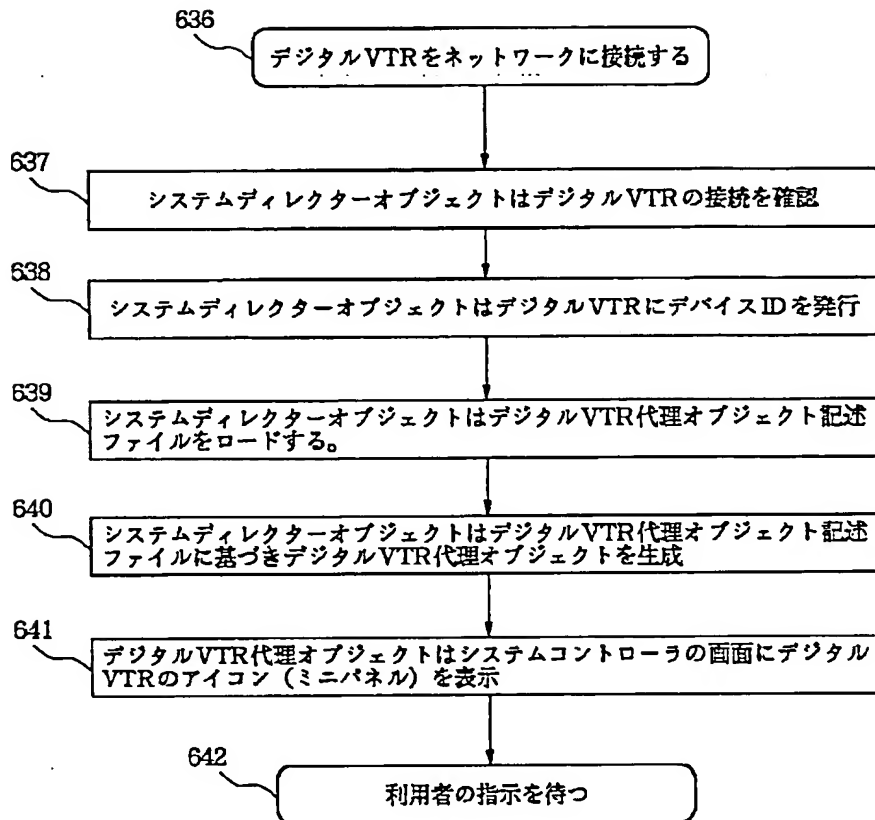 636
デジタルVTRをネットワークに接続する
637
システムディレクターオブジェクトはデジタルVTRの接続を確認
638
システムディレクターオブジェクトはデジタルVTRにデバイスIDを発行
639
システムディレクターオブジェクトはデジタルVTR代理オブジェクト記述
ファイルをロードする。
640
システムディレクターオブジェクトはデジタルVTR代理オブジェクト記述
ファイルに基づきデジタルVTR代理オブジェクトを生成
641
デジタルVTR代理オブジェクトはシステムコントローラの画面にデジタル
VTRのアイコン（ミニパネル）を表示
642
利用者の指示を待つ